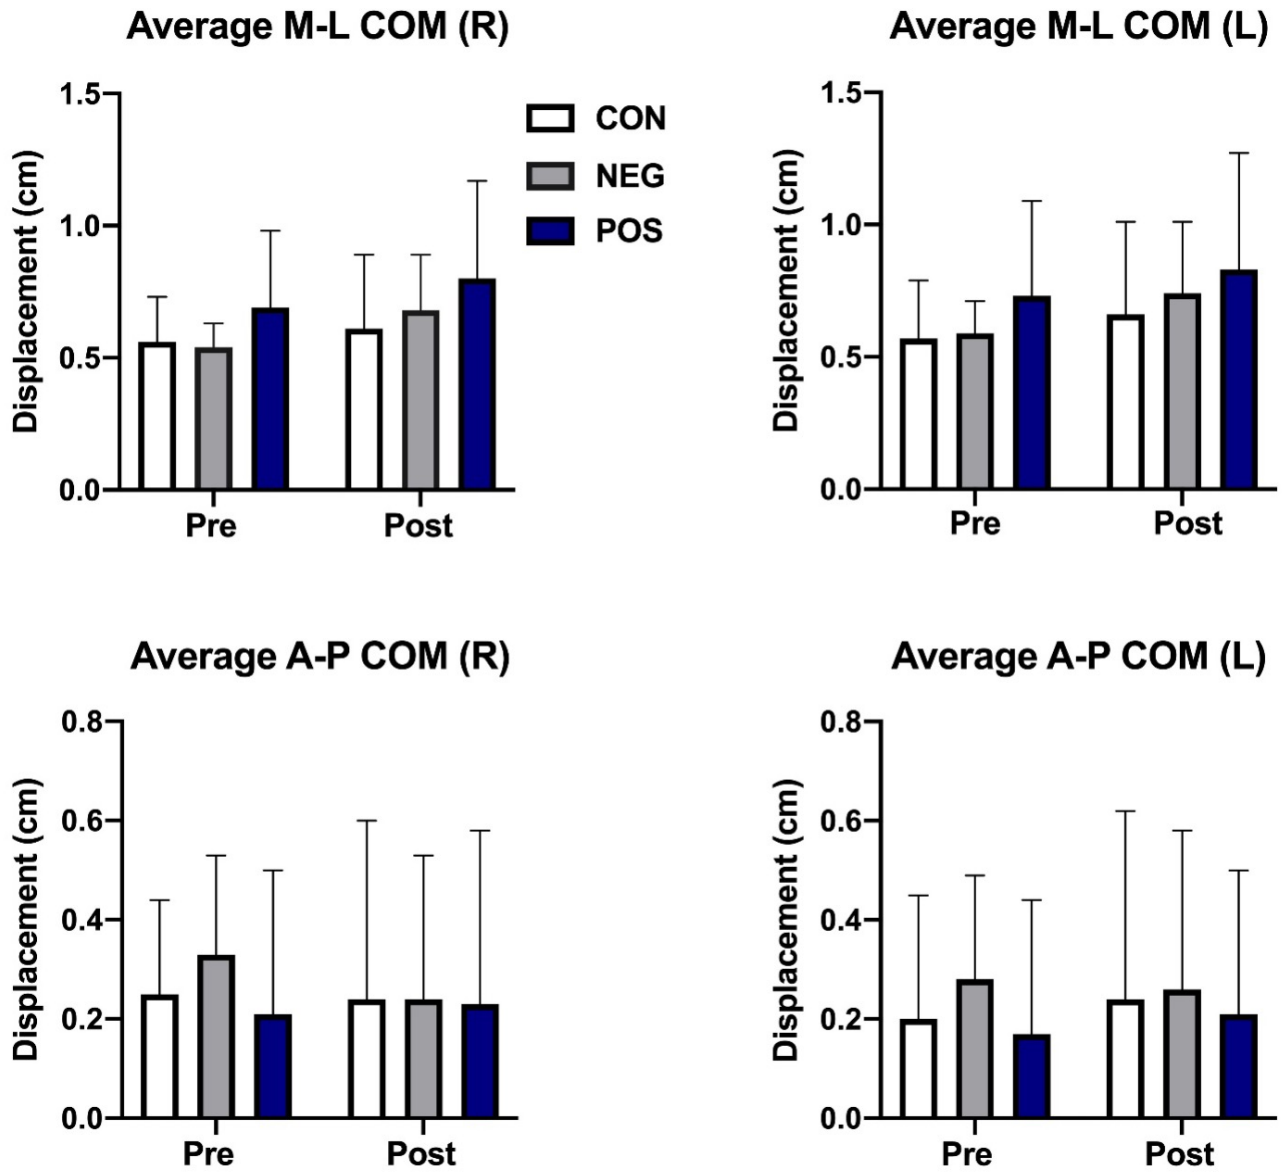 Average M-L COM (R)
Displacement (cm)
1.5
1.0
0.5
0.0
Pre Post
CON
NEG
POS
Average M-L COM (L)
Displacement (cm)
1.5
1.0
0.5
0.0
Pre Post
Average A-P COM (R)
Displacement (cm)
0.8
0.6
0.4
0.2
0.0
Pre Post
Average A-P COM (L)
Displacement (cm)
0.8
0.6
0.4
0.2
0.0
Pre Post